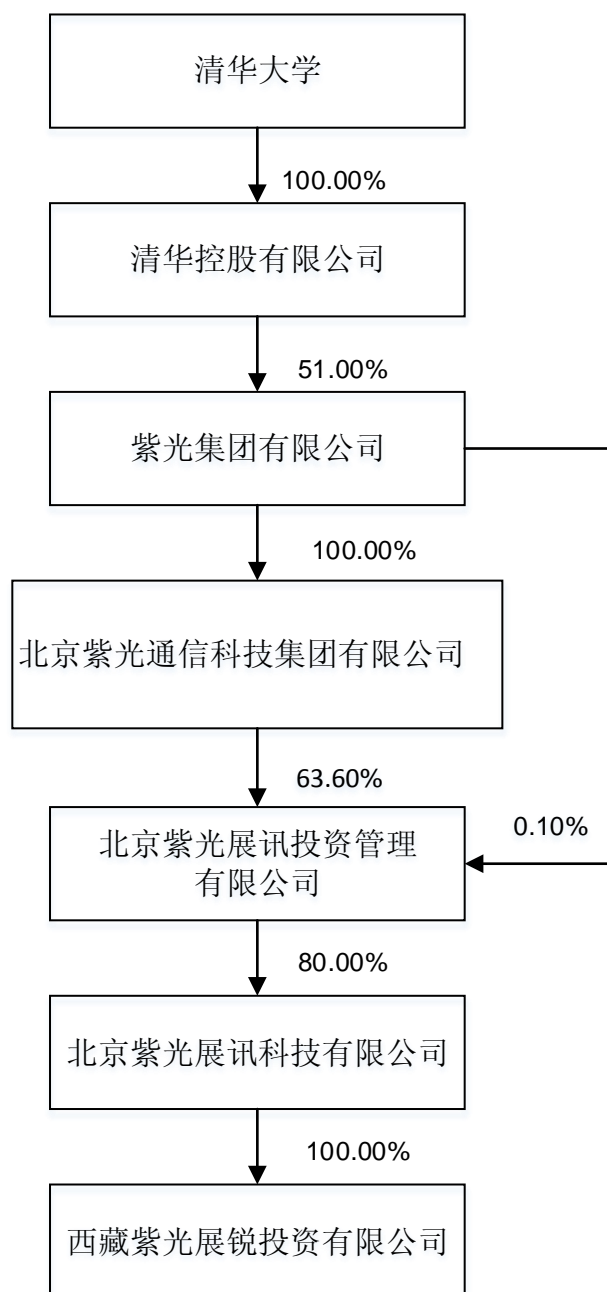 清华大学
100.00%
清华控股有限公司
51.00%
紫光集团有限公司
100.00%
北京紫光通信科技集团有限公司
63.60%
0.10%
北京紫光展讯投资管理
有限公司
80.00%
北京紫光展讯科技有限公司
100.00%
西藏紫光展锐投资有限公司